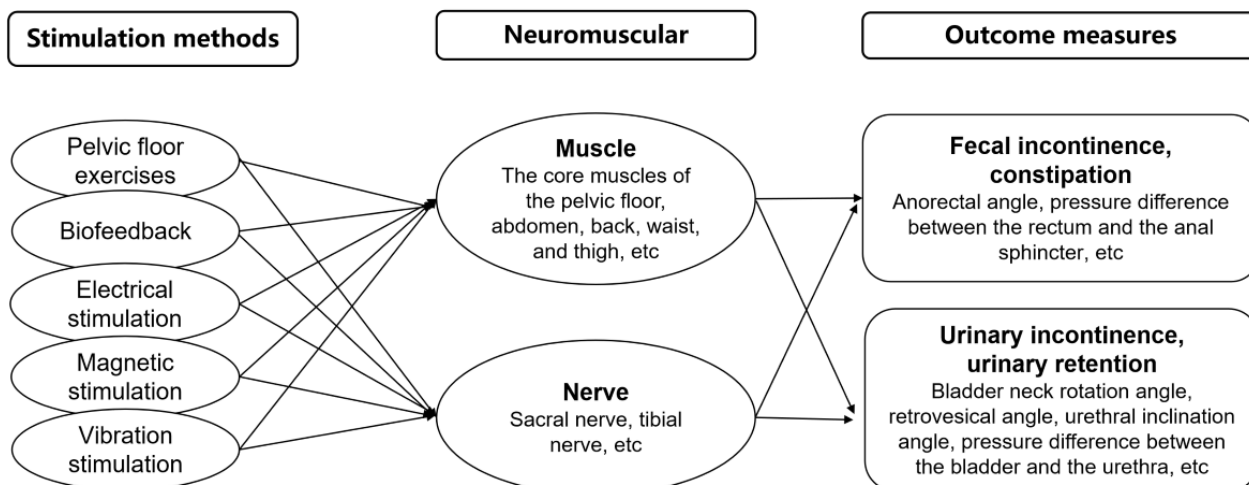 Stimulation methods
Neuromuscular
Outcome measures
Pelvic floor
exercises
Biofeedback
Electrical
stimulation
Magnetic
stimulation
Vibration
stimulation
Muscle
The core muscles of
the pelvic floor,
abdomen, back, waist,
and thigh, etc
Nerve
Sacral nerve, tibial
nerve, etc
Fecal incontinence,
constipation
Anorectal angle, pressure difference
between the rectum and the anal
sphincter, etc
Urinary incontinence,
urinary retention
Bladder neck rotation angle,
retrovesical angle, urethral inclination
angle, pressure difference between
the bladder and the urethra, etc